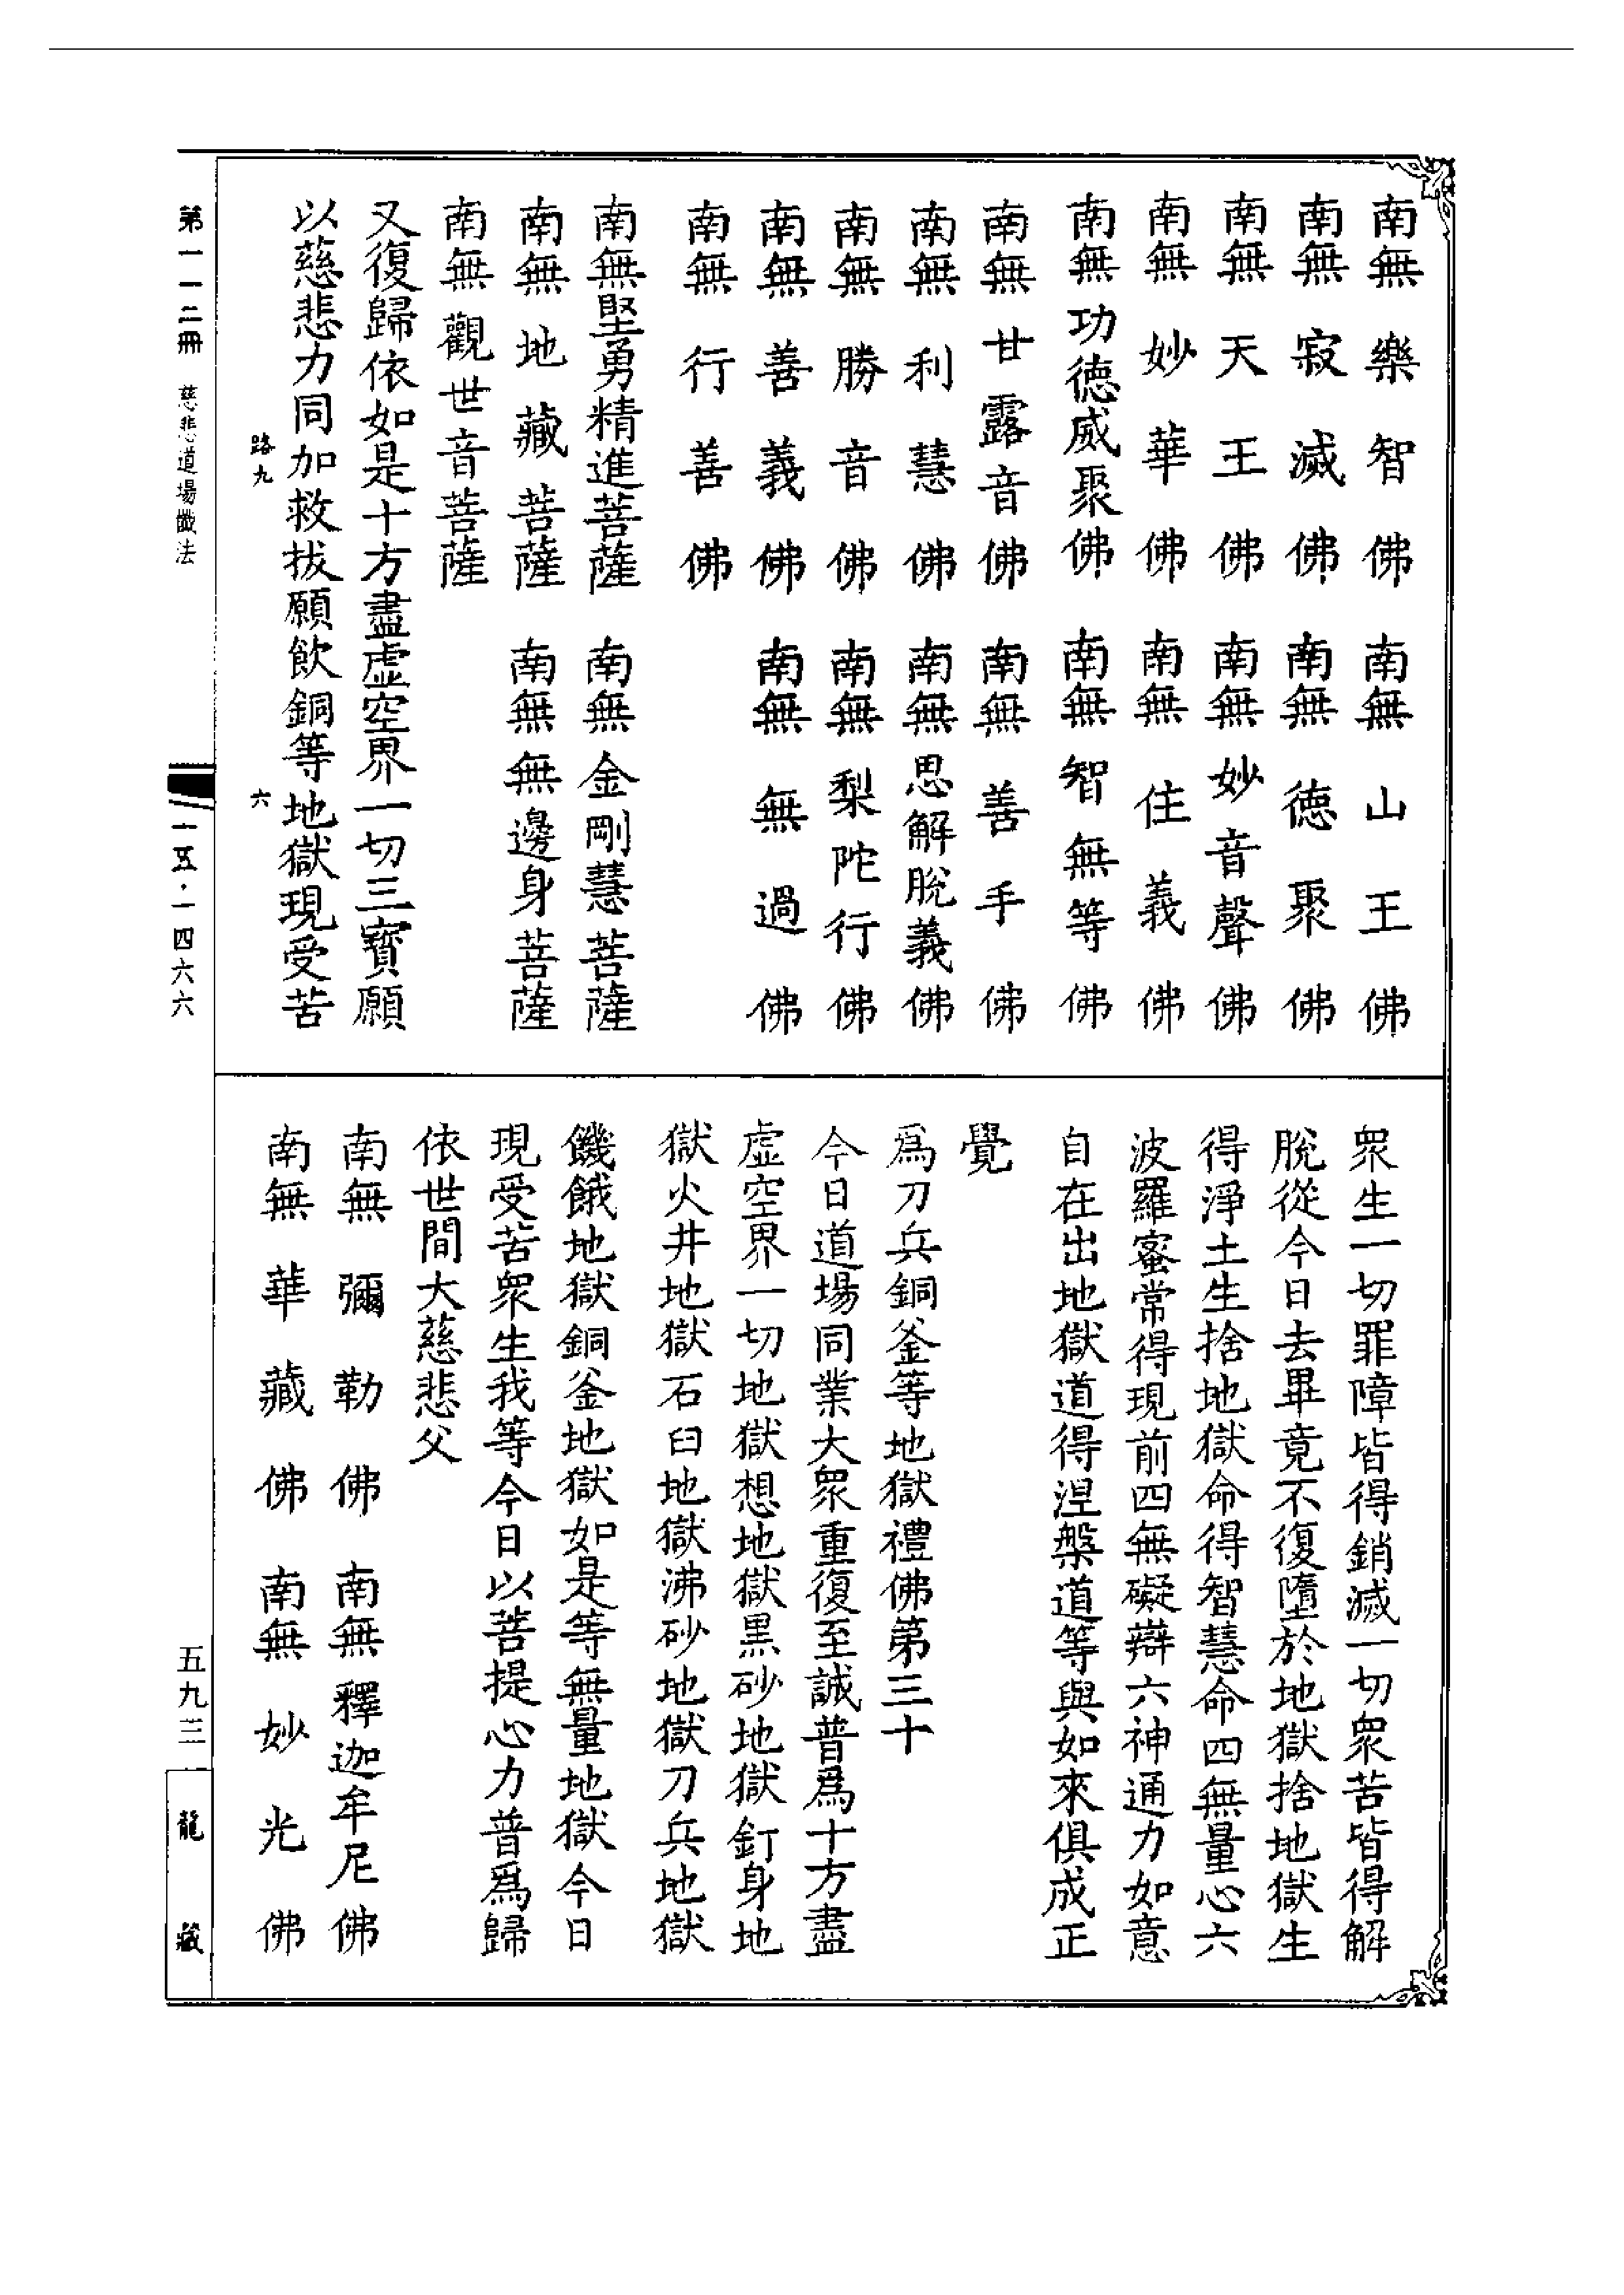 南無樂智佛　南無山王佛
南無寂滅佛　南無德聚佛
南無天王佛　南無妙音聲佛
南無妙華佛　南無住義佛
南無功德威聚佛　南無智無等佛
南無甘露音佛　南無善手佛
南無利慧佛　南無思解脫義佛
南無勝音佛　南無梨陀行佛
南無善義佛　南無無過佛
南無行善佛
南無堅勇精進菩薩　南無金剛慧菩薩
南無地藏菩薩　南無無邊身菩薩
南無觀世音菩薩
又復歸依如是十方盡虛空界一切三寶願
以慈悲力同加救拔願飲銅等地獄現受苦
路九　六
眾生一切罪障皆得銷滅一切眾苦皆得解
脫從今日去畢竟不復墮於地獄捨地獄生
得淨土生捨地獄命得智慧命四無量心六
波羅蜜常得現前四無礙辯六神通力如意
自在出地獄道得涅槃道等與如來俱成正
覺
爲刀兵銅釜等地獄禮佛第三十
今日道場同業大眾重復至誠普爲十方盡
虛空界一切地獄想地獄黑砂地獄釘身地
獄火井地獄石臼地獄沸砂地獄刀兵地獄
饑餓地獄銅釜地獄如是等無量地獄今日
現受苦眾生我等今日以菩提心力普爲歸
依世間大慈悲父
南無彌勒佛　南無釋迦牟尼佛
南無華藏佛　南無妙光佛
第一一二冊　慈悲道場懺法
一五·一四六六
五九三
龍藏